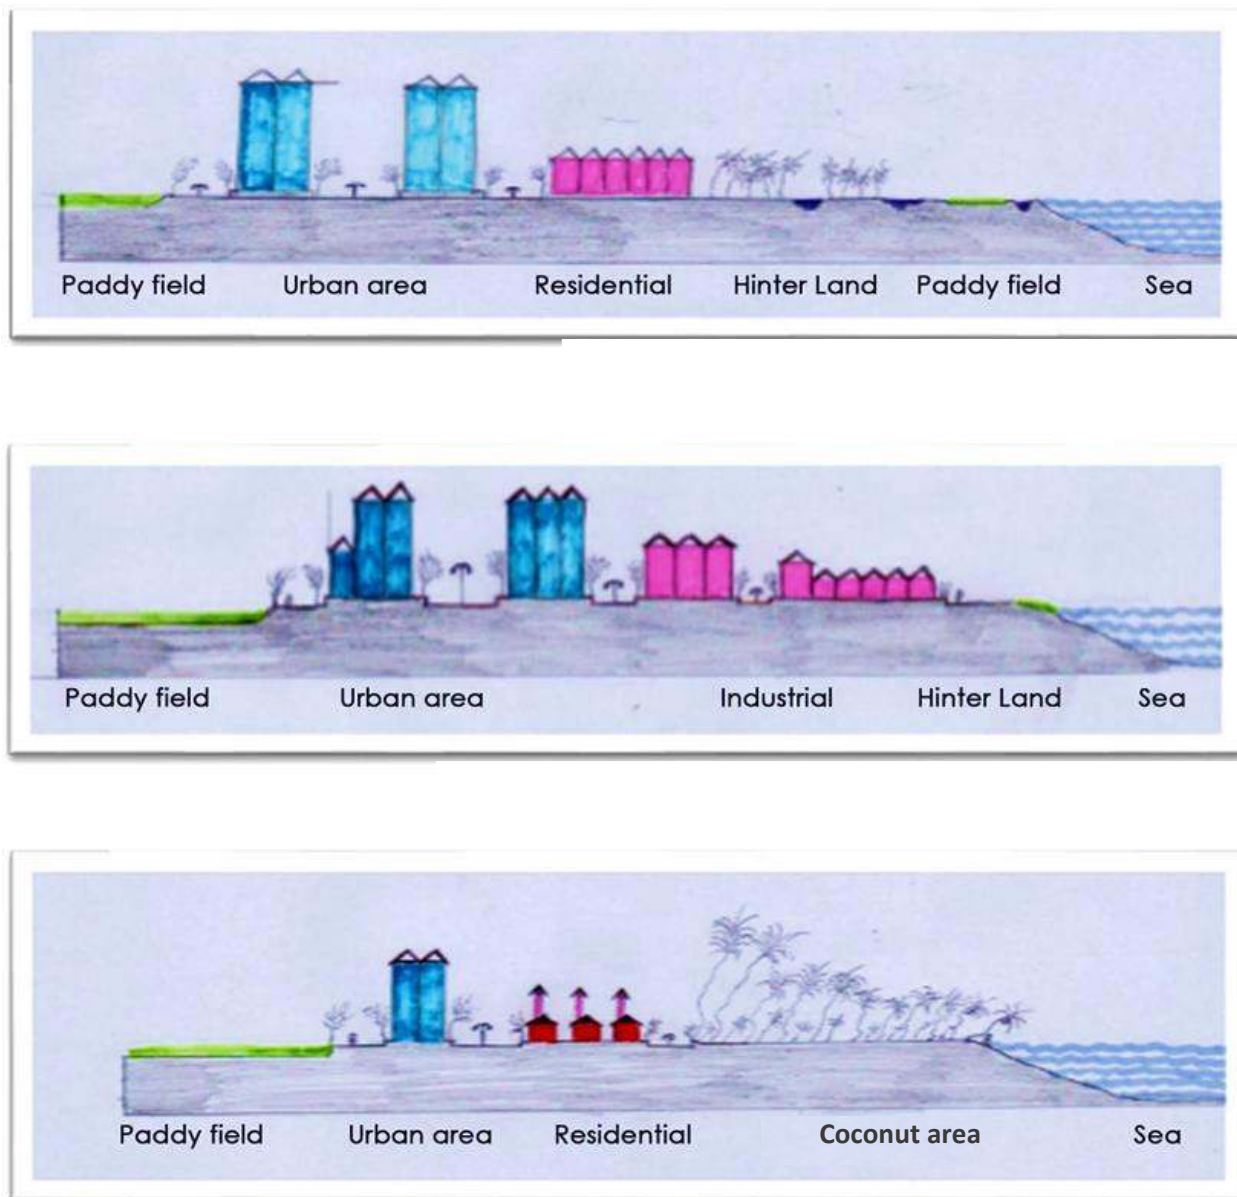 Paddy field Urban area Residential Hinter Land Paddy field Sea
Paddy field Urban area Industrial Hinter Land Sea
Paddy field Urban area Residential Coconut area Sea